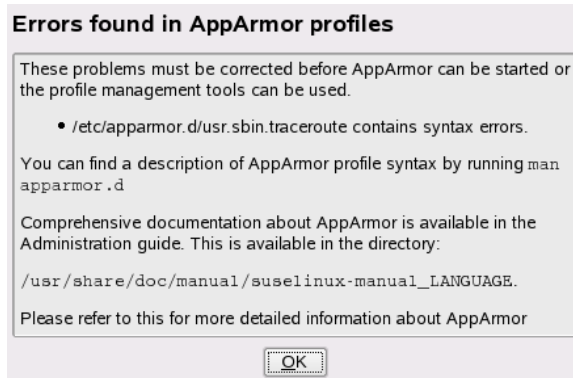 Errors found in AppArmor profiles
These problems must be corrected before AppArmor can be started or
the profile management tools can be used.
• /etc/apparmor.d/usr.sbin.traceroute contains syntax errors.
You can find a description of AppArmor profile syntax by running man
apparmor.d
Comprehensive documentation about AppArmor is available in the
Administration guide. This is available in the directory:
/usr/share/doc/manual/suselinux-manual_LANGUAGE.
Please refer to this for more detailed information about AppArmor
OK